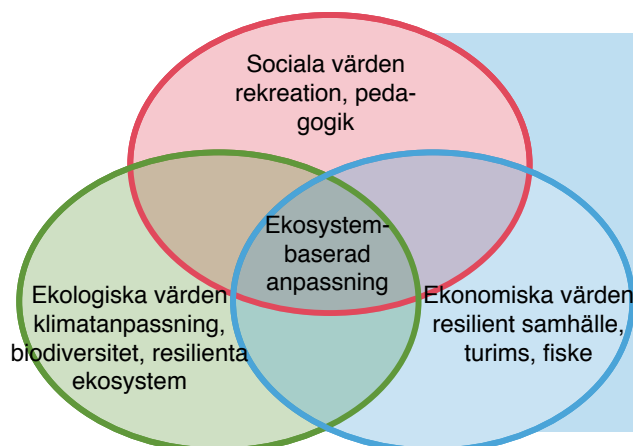 Sociala värden
rekreation, peda-
gogik
Ekosystem-
baserad
anpassning
Ekologiska värden
klimatanpassning,
biodiversitet, resilienta
ekosystem
Ekonomiska värden
resilient samhälle,
turims, fiske